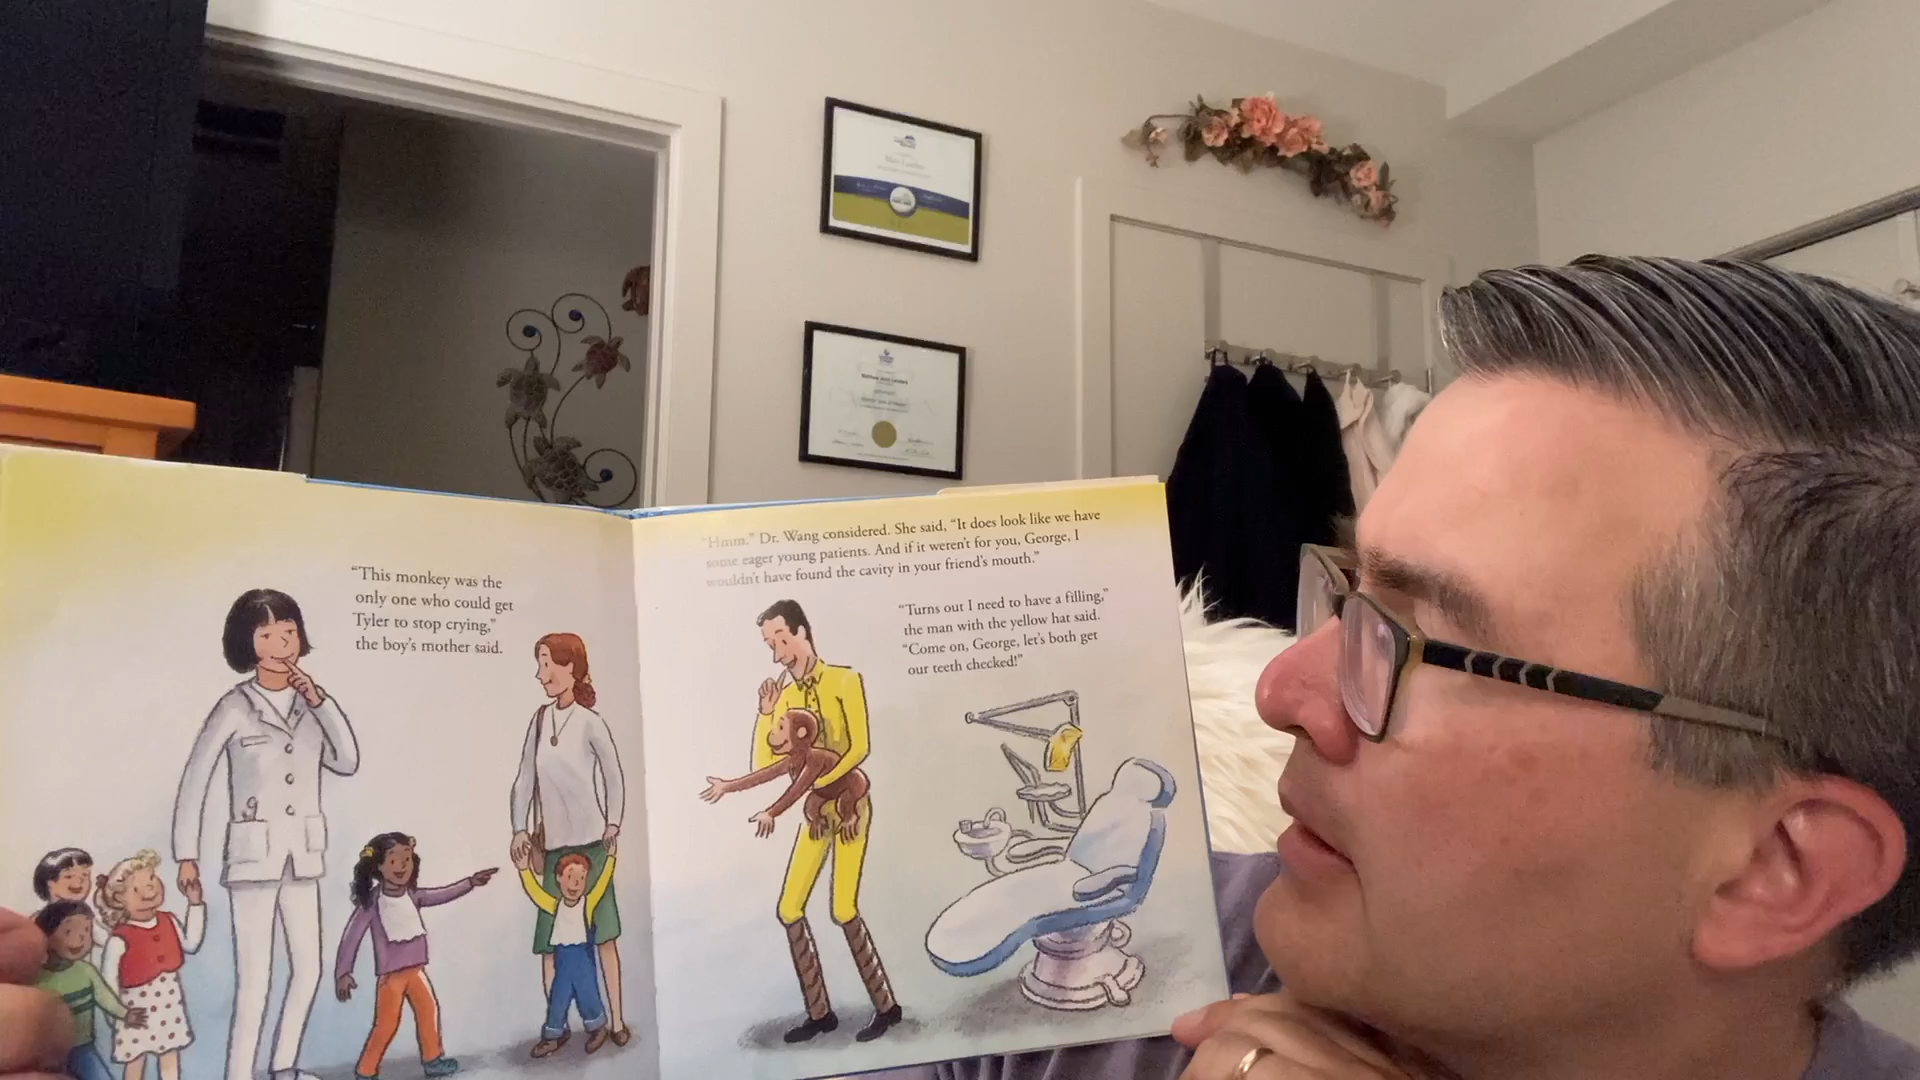 "This monkey was the
only one who could get
Tyler to stop crying,"
the boy's mother said.
"Hmm." Dr. Wang considered. She said, "It does look like we have
some eager young patients. And if it weren't for you, George, I
wouldn't have found the cavity in your friend's mouth."
"Turns out I need to have a filling,"
the man with the yellow hat said.
"Come on, George, let's both get
our teeth checked!"